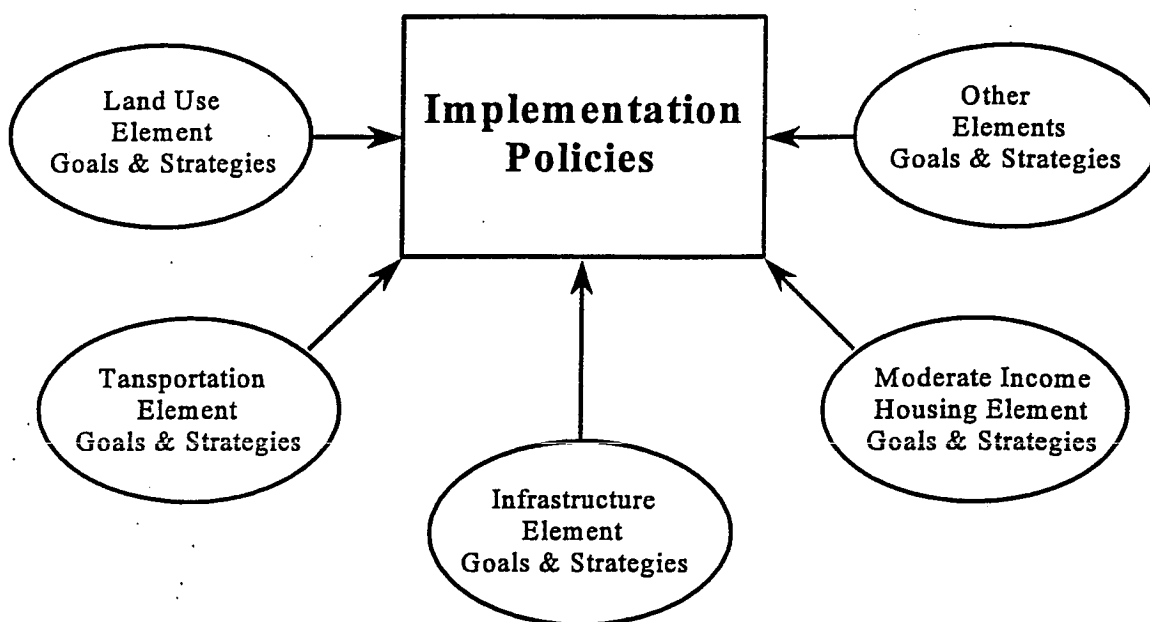 Implementation
Policies
Land Use
Element
Goals & Strategies
Other
Elements
Goals & Strategies
Tansportation
Element
Goals & Strategies
Moderate Income
Housing Element
Goals & Strategies
Infrastructure
Element
Goals & Strategies